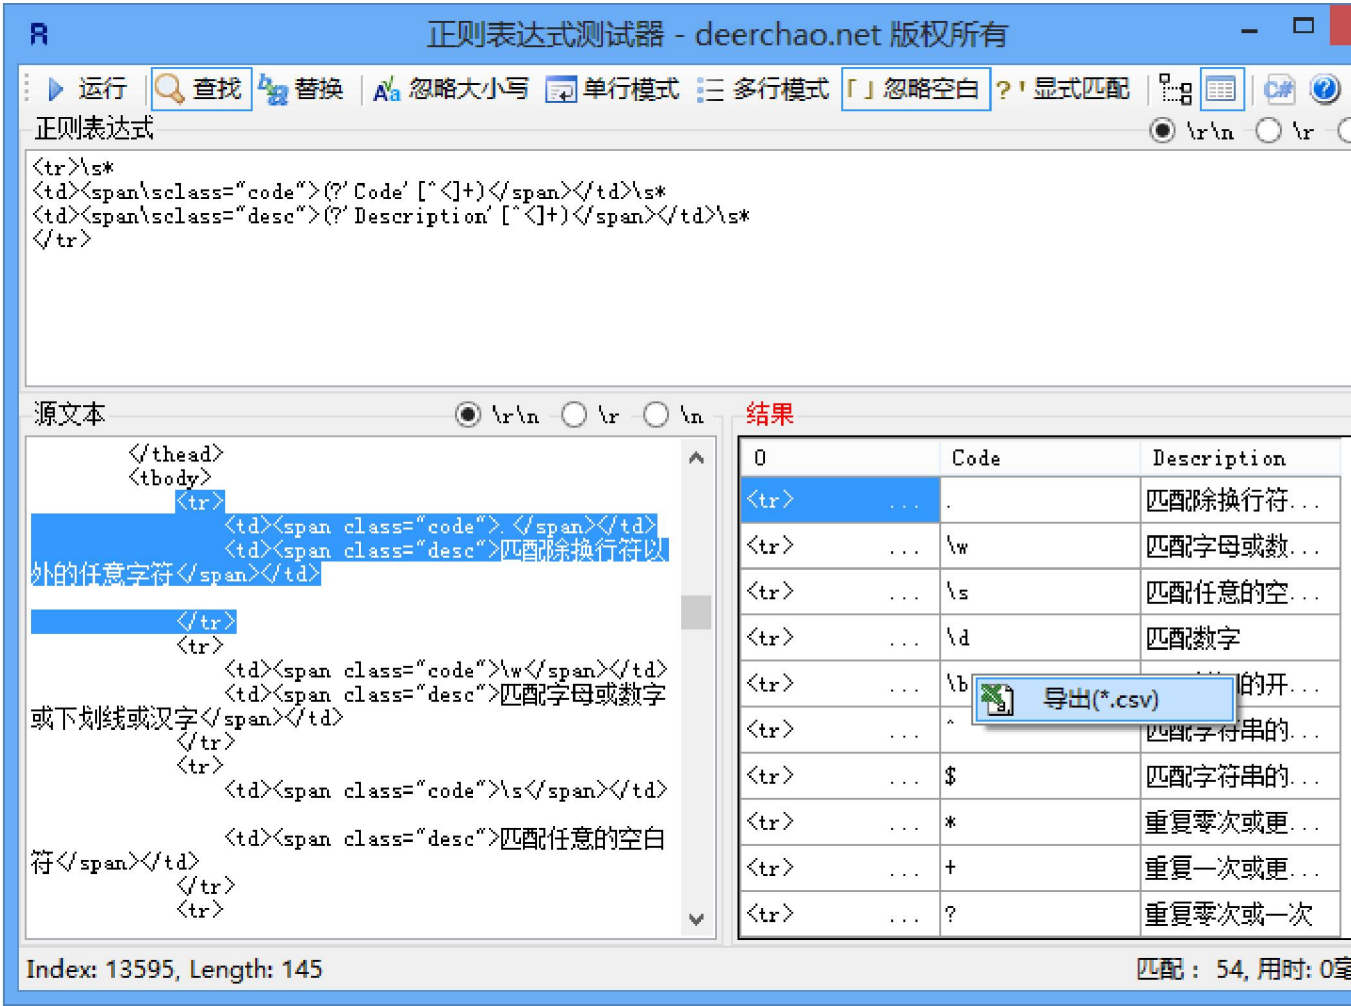 正则表达式测试器 - deerchao.net 版权所有
运行 查找 替换 忽略大小写 单行模式 多行模式 忽略空白 显式匹配
正则表达式 \r\n \r
<tr>\s*
<td><span\sclass="code">(?'Code'[^<]+)</span></td>\s*
<td><span\sclass="desc">(?'Description'[^<]+)</span></td>\s*
</tr>
源文本 \r\n \r \n
</thead>
<tbody>
<tr>
<td><span class="code">.</span></td>
<td><span class="desc">匹配除换行符以
外的任意字符</span></td>
</tr>
<tr>
<td><span class="code">\w</span></td>
<td><span class="desc">匹配字母或数字
或下划线或汉字</span></td>
</tr>
<tr>
<td><span class="code">\s</span></td>
<td><span class="desc">匹配任意的空白
符</span></td>
</tr>
<tr>
结果
0 Code Description
<tr> ... . 匹配除换行符...
<tr> ... \w 匹配字母或数...
<tr> ... \s 匹配任意的空...
<tr> ... \d 匹配数字
<tr> ... \b 的开...
导出(*.csv)
<tr> ... ^ 匹配字符串的...
<tr> ... $ 匹配字符串的...
<tr> ... * 重复零次或更...
<tr> ... + 重复一次或更...
<tr> ... ? 重复零次或一次
Index: 13595, Length: 145
匹配： 54, 用时: 0毫